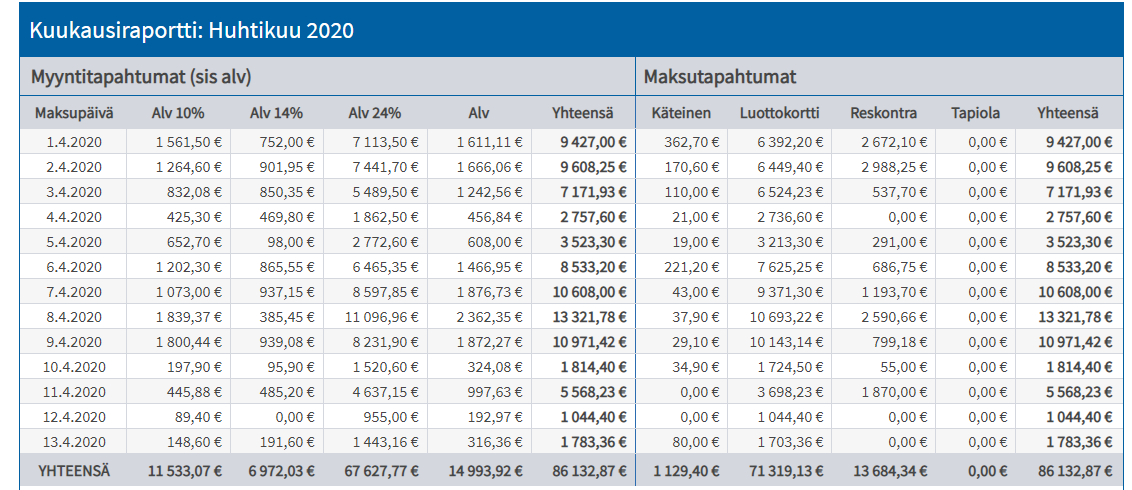 Kuukausiraportti: Huhtikuu 2020
Myyntitapahtumat (sis alv) Maksutapahtumat
Maksupäivä Alv 10% Alv 14% Alv 24% Alv Yhteensä Käteinen Luottokortti Reskontra Tapiola Yhteensä
1.4.2020 1 561,50 € 752,00 € 7 113,50 € 1 611,11 € 9 427,00 € 362,70 € 6 392,20 € 2 672,10 € 0,00 € 9 427,00 €
2.4.2020 1 264,60 € 901,95 € 7 441,70 € 1 666,06 € 9 608,25 € 170,60 € 6 449,40 € 2 988,25 € 0,00 € 9 608,25 €
3.4.2020 832,08 € 850,35 € 5 489,50 € 1 242,56 € 7 171,93 € 110,00 € 6 524,23 € 537,70 € 0,00 € 7 171,93 €
4.4.2020 425,30 € 469,80 € 1 862,50 € 456,84 € 2 757,60 € 21,00 € 2 736,60 € 0,00 € 0,00 € 2 757,60 €
5.4.2020 652,70 € 98,00 € 2 772,60 € 608,00 € 3 523,30 € 19,00 € 3 213,30 € 291,00 € 0,00 € 3 523,30 €
6.4.2020 1 202,30 € 865,55 € 6 465,35 € 1 466,95 € 8 533,20 € 221,20 € 7 625,25 € 686,75 € 0,00 € 8 533,20 €
7.4.2020 1 073,00 € 937,15 € 8 597,85 € 1 876,73 € 10 608,00 € 43,00 € 9 371,30 € 1 193,70 € 0,00 € 10 608,00 €
8.4.2020 1 839,37 € 385,45 € 11 096,96 € 2 362,35 € 13 321,78 € 37,90 € 10 693,22 € 2 590,66 € 0,00 € 13 321,78 €
9.4.2020 1 800,44 € 939,08 € 8 231,90 € 1 872,27 € 10 971,42 € 29,10 € 10 143,14 € 799,18 € 0,00 € 10 971,42 €
10.4.2020 197,90 € 95,90 € 1 520,60 € 324,08 € 1 814,40 € 34,90 € 1 724,50 € 55,00 € 0,00 € 1 814,40 €
11.4.2020 445,88 € 485,20 € 4 637,15 € 997,63 € 5 568,23 € 0,00 € 3 698,23 € 1 870,00 € 0,00 € 5 568,23 €
12.4.2020 89,40 € 0,00 € 955,00 € 192,97 € 1 044,40 € 0,00 € 1 044,40 € 0,00 € 0,00 € 1 044,40 €
13.4.2020 148,60 € 191,60 € 1 443,16 € 316,36 € 1 783,36 € 80,00 € 1 703,36 € 0,00 € 0,00 € 1 783,36 €
YHTEENSÄ 11 533,07 € 6 972,03 € 67 627,77 € 14 993,92 € 86 132,87 € 1 129,40 € 71 319,13 € 13 684,34 € 0,00 € 86 132,87 €